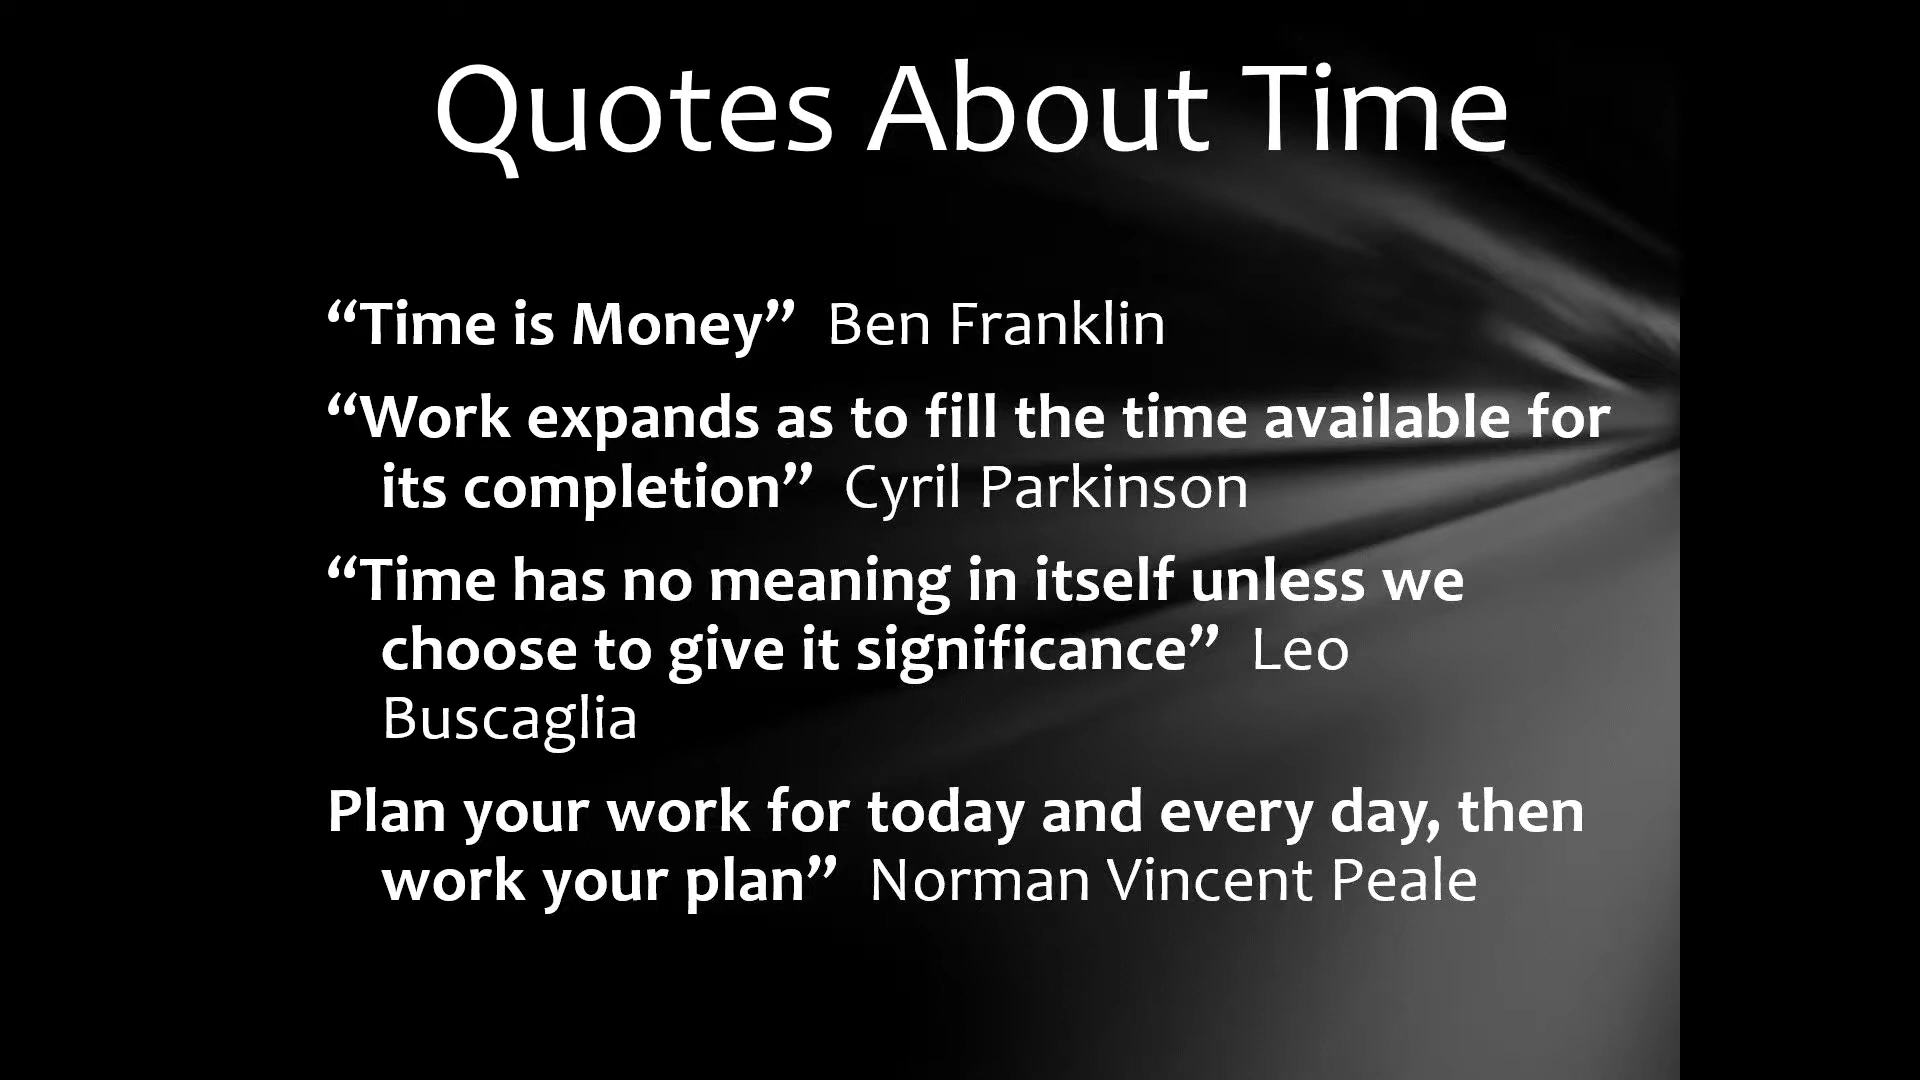 Quotes About Time
“Time is Money”  Ben Franklin
“Work expands as to fill the time available for
its completion”  Cyril Parkinson
“Time has no meaning in itself unless we
choose to give it significance”  Leo
Buscaglia
Plan your work for today and every day, then
work your plan”  Norman Vincent Peale